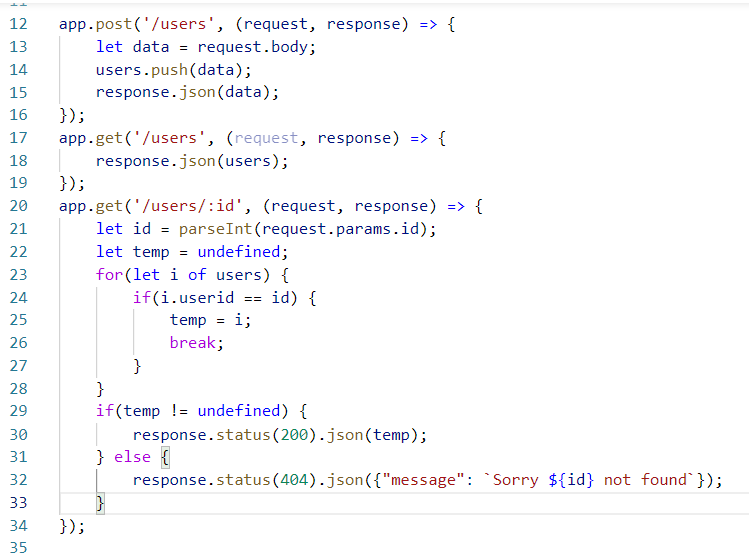 12 app.post('/users', (request, response) => {
13 let data = request.body;
14 users.push(data);
15 response.json(data);
16 });
17 app.get('/users', (request, response) => {
18 response.json(users);
19 });
20 app.get('/users/:id', (request, response) => {
21 let id = parseInt(request.params.id);
22 let temp = undefined;
23 for(let i of users) {
24 if(i.userid == id) {
25 temp = i;
26 break;
27 }
28 }
29 if(temp != undefined) {
30 response.status(200).json(temp);
31 } else {
32 response.status(404).json({"message": `Sorry ${id} not found`});
33 }
34 });
35